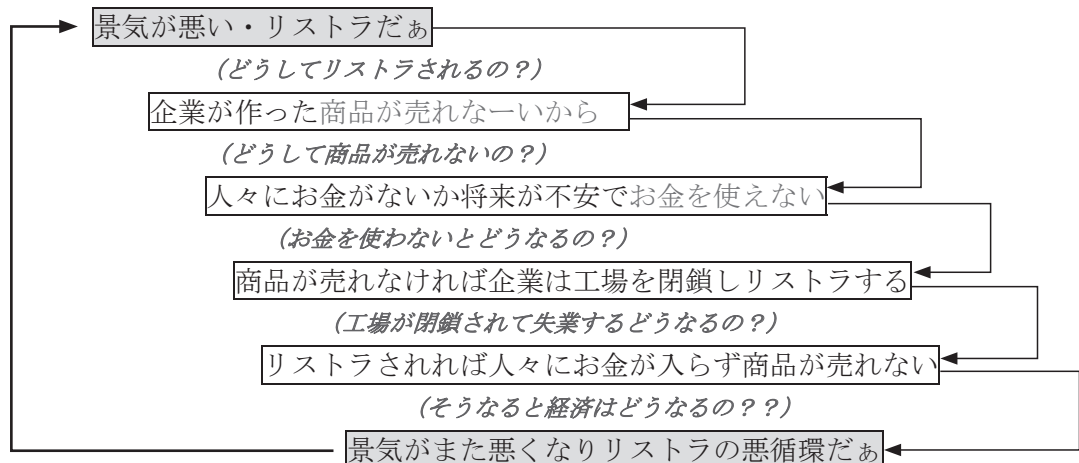 景気が悪い・リストラだぁ
(どうしてリストラされるの？)
企業が作った商品が売れなーいから
(どうして商品が売れないの？)
人々にお金がないか将来が不安でお金を使えない
(お金を使わないとどうなるの？)
商品が売れなければ企業は工場を閉鎖しリストラする
(工場が閉鎖されて失業するどうなるの？)
リストラされれば人々にお金が入らず商品が売れない
(そうなると経済はどうなるの？？)
景気がまた悪くなりリストラの悪循環だぁ